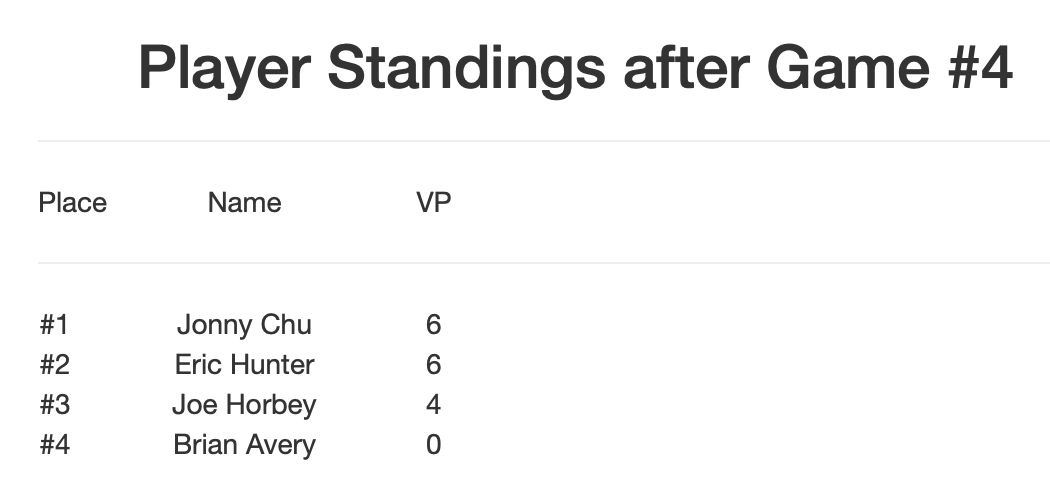 Player Standings after Game #4
Place Name VP
#1 Jonny Chu 6
#2 Eric Hunter 6
#3 Joe Horbey 4
#4 Brian Avery 0